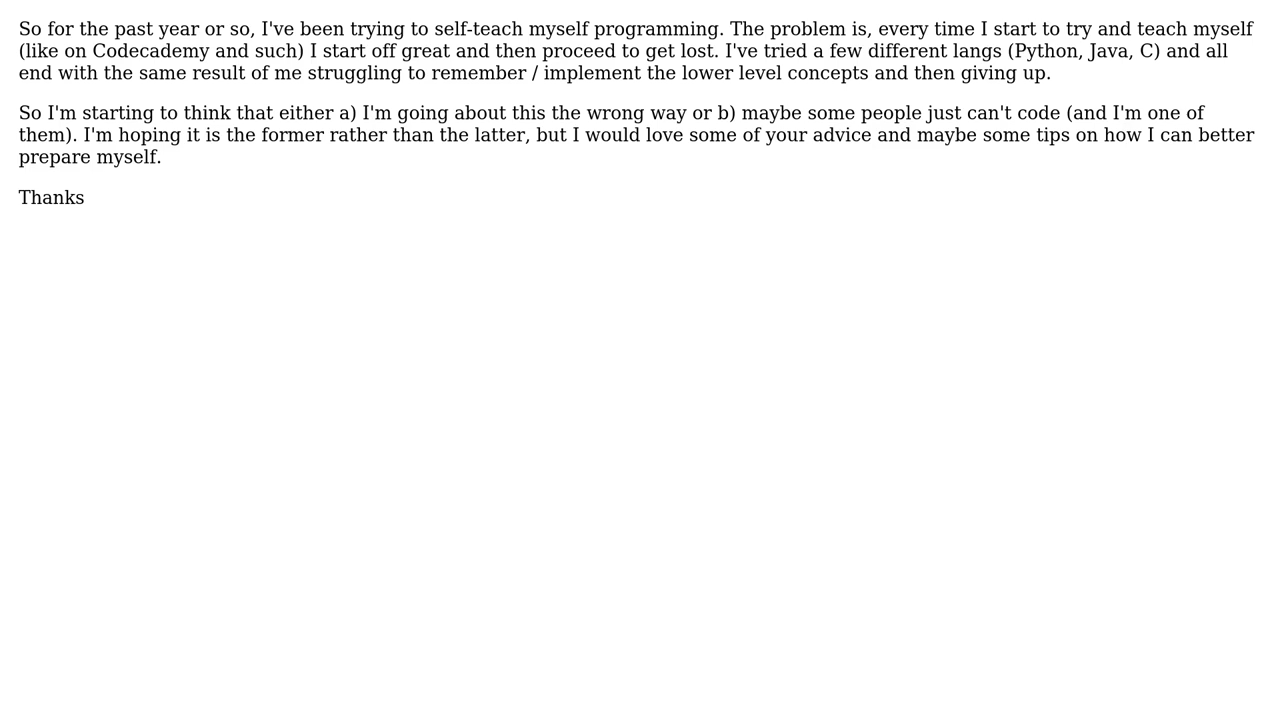 So for the past year or so, I've been trying to self-teach myself programming. The problem is, every time I start to try and teach myself
(like on Codecademy and such) I start off great and then proceed to get lost. I've tried a few different langs (Python, Java, C) and all
end with the same result of me struggling to remember / implement the lower level concepts and then giving up.
So I'm starting to think that either a) I'm going about this the wrong way or b) maybe some people just can't code (and I'm one of
them). I'm hoping it is the former rather than the latter, but I would love some of your advice and maybe some tips on how I can better
prepare myself.
Thanks